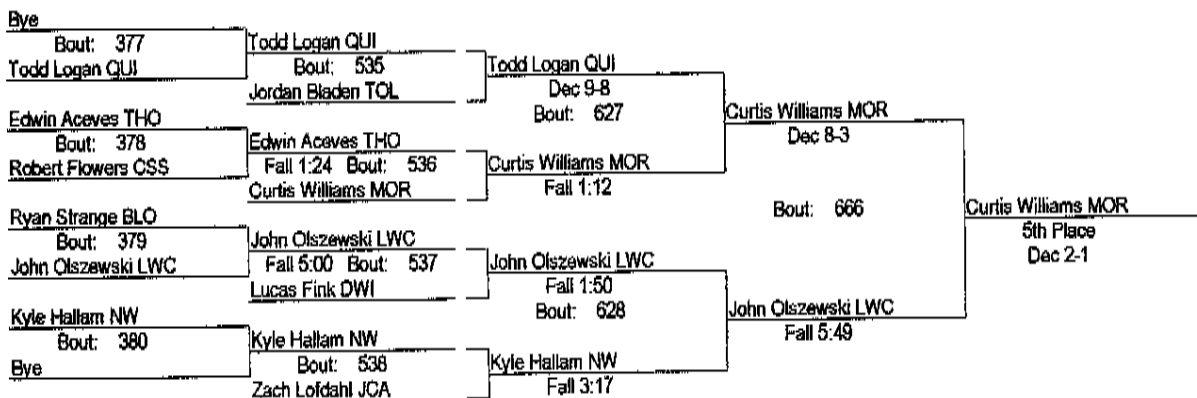 Bye
Bout: 377
Todd Logan QUI
Todd Logan QUI
Bout: 535
Jordan Bladen TOL
Todd Logan QUI
Dec 9-8
Bout: 627
Edwin Aceves THO
Bout: 378
Robert Flowers CSS
Edwin Aceves THO
Fall 1:24 Bout: 536
Curtis Williams MOR
Curtis Williams MOR
Fall 1:12
Curtis Williams MOR
Dec 8-3
Bout: 666
Curtis Williams MOR
5th Place
Dec 2-1
Ryan Strange BLO
Bout: 379
John Olszewski LWC
John Olszewski LWC
Fall 5:00 Bout: 537
Lucas Fink DWI
John Olszewski LWC
Fall 1:50
Bout: 628
John Olszewski LWC
Fall 5:49
Kyle Hallam NW
Bout: 380
Bye
Kyle Hallam NW
Bout: 538
Zach Lofdahl JCA
Kyle Hallam NW
Fall 3:17